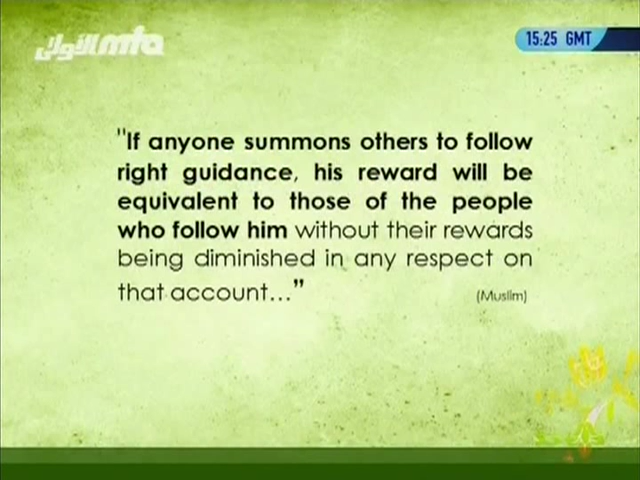 mta الأولى
15:25 GMT
"If anyone summons others to follow
right guidance, his reward will be
equivalent to those of the people
who follow him without their rewards
being diminished in any respect on
that account..."
(Muslim)